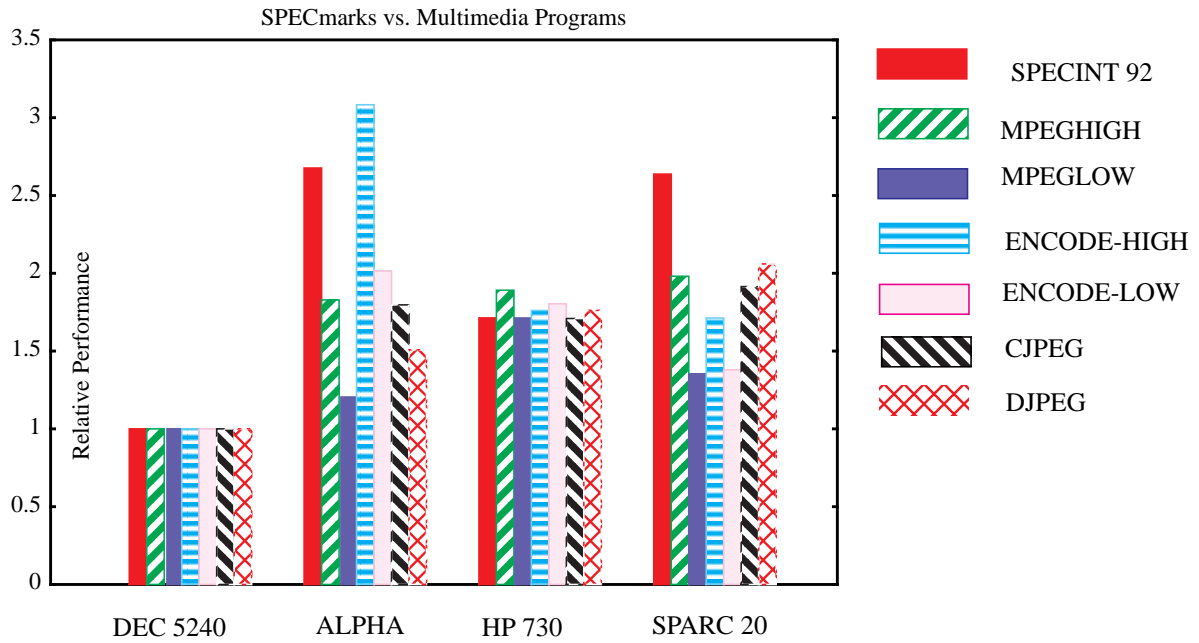 SPECmarks vs. Multimedia Programs
3.5
3
2.5
2
1.5
1
0.5
0
Relative Performance
DEC 5240
ALPHA
HP 730
SPARC 20
SPECINT 92
MPEGHIGH
MPEGLOW
ENCODE-HIGH
ENCODE-LOW
CJPEG
DJPEG